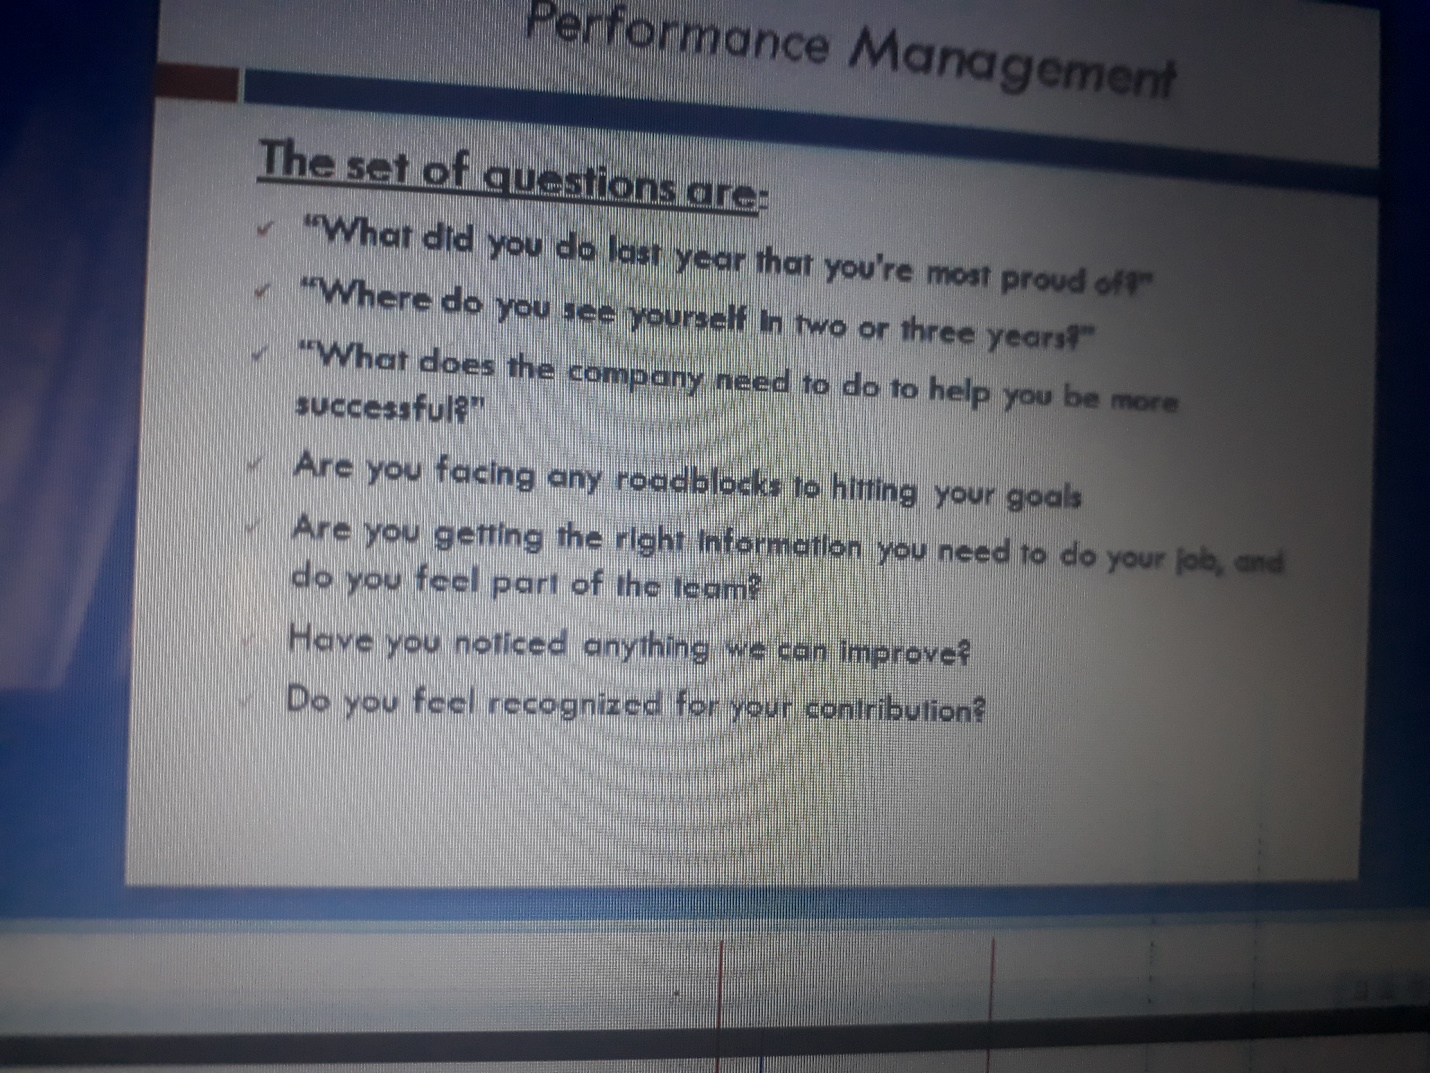 Performance Management
The set of questions are:
“What did you do last year that you're most proud of?”
“Where do you see yourself in two or three years?”
“What does the company need to do to help you be more
successful?”
Are you facing any roadblocks to hitting your goals
Are you getting the right information you need to do your job, and
do you feel part of the team?
Have you noticed anything we can improve?
Do you feel recognized for your contribution?